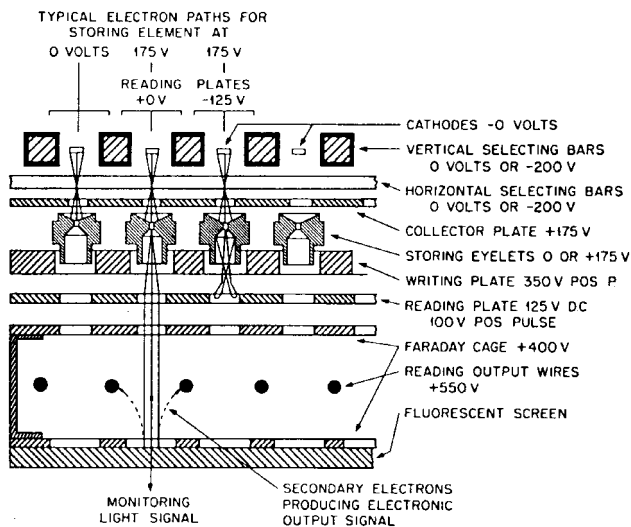 TYPICAL ELECTRON PATHS FOR
STORING ELEMENT AT
0 VOLTS 175 V 175 V
READING PLATES
+0V -125 V
CATHODES -0 VOLTS
VERTICAL SELECTING BARS
0 VOLTS OR -200 V
HORIZONTAL SELECTING BARS
0 VOLTS OR -200 V
COLLECTOR PLATE +175 V
STORING EYELETS 0 OR +175 V
WRITING PLATE 350 V POS P.
READING PLATE 125 V DC
100 V POS PULSE
FARADAY CAGE +400 V
READING OUTPUT WIRES
+550 V
FLUORESCENT SCREEN
MONITORING
LIGHT SIGNAL
SECONDARY ELECTRONS
PRODUCING ELECTRONIC
OUTPUT SIGNAL